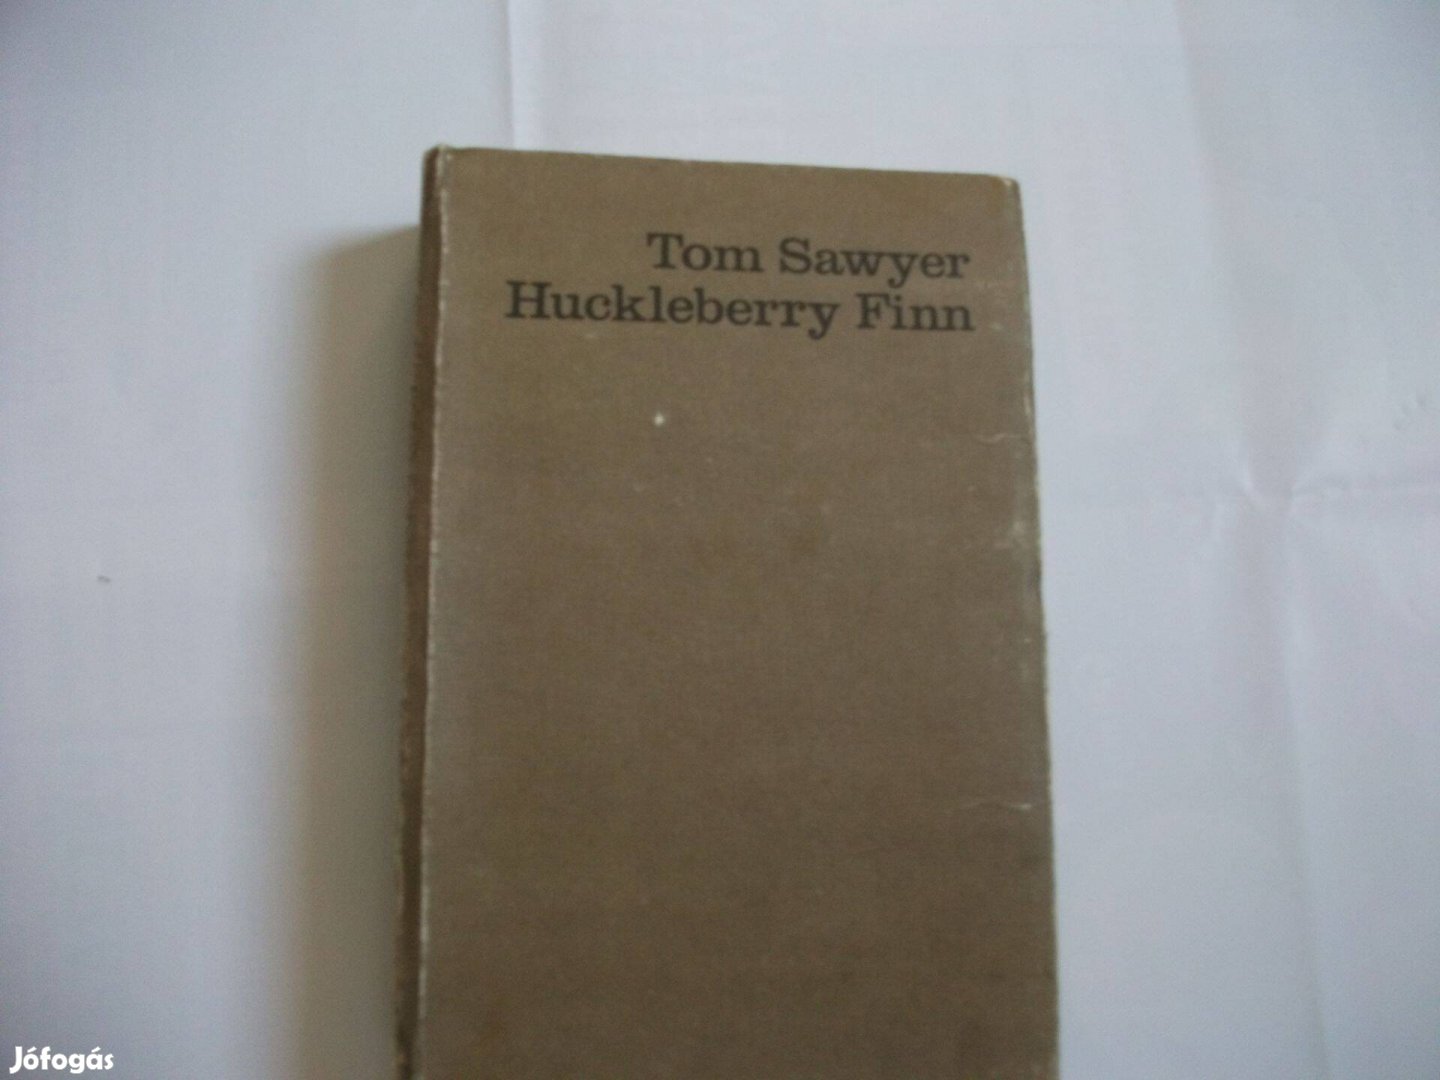 Tom Sawyer
Huckleberry Finn
Jófogás